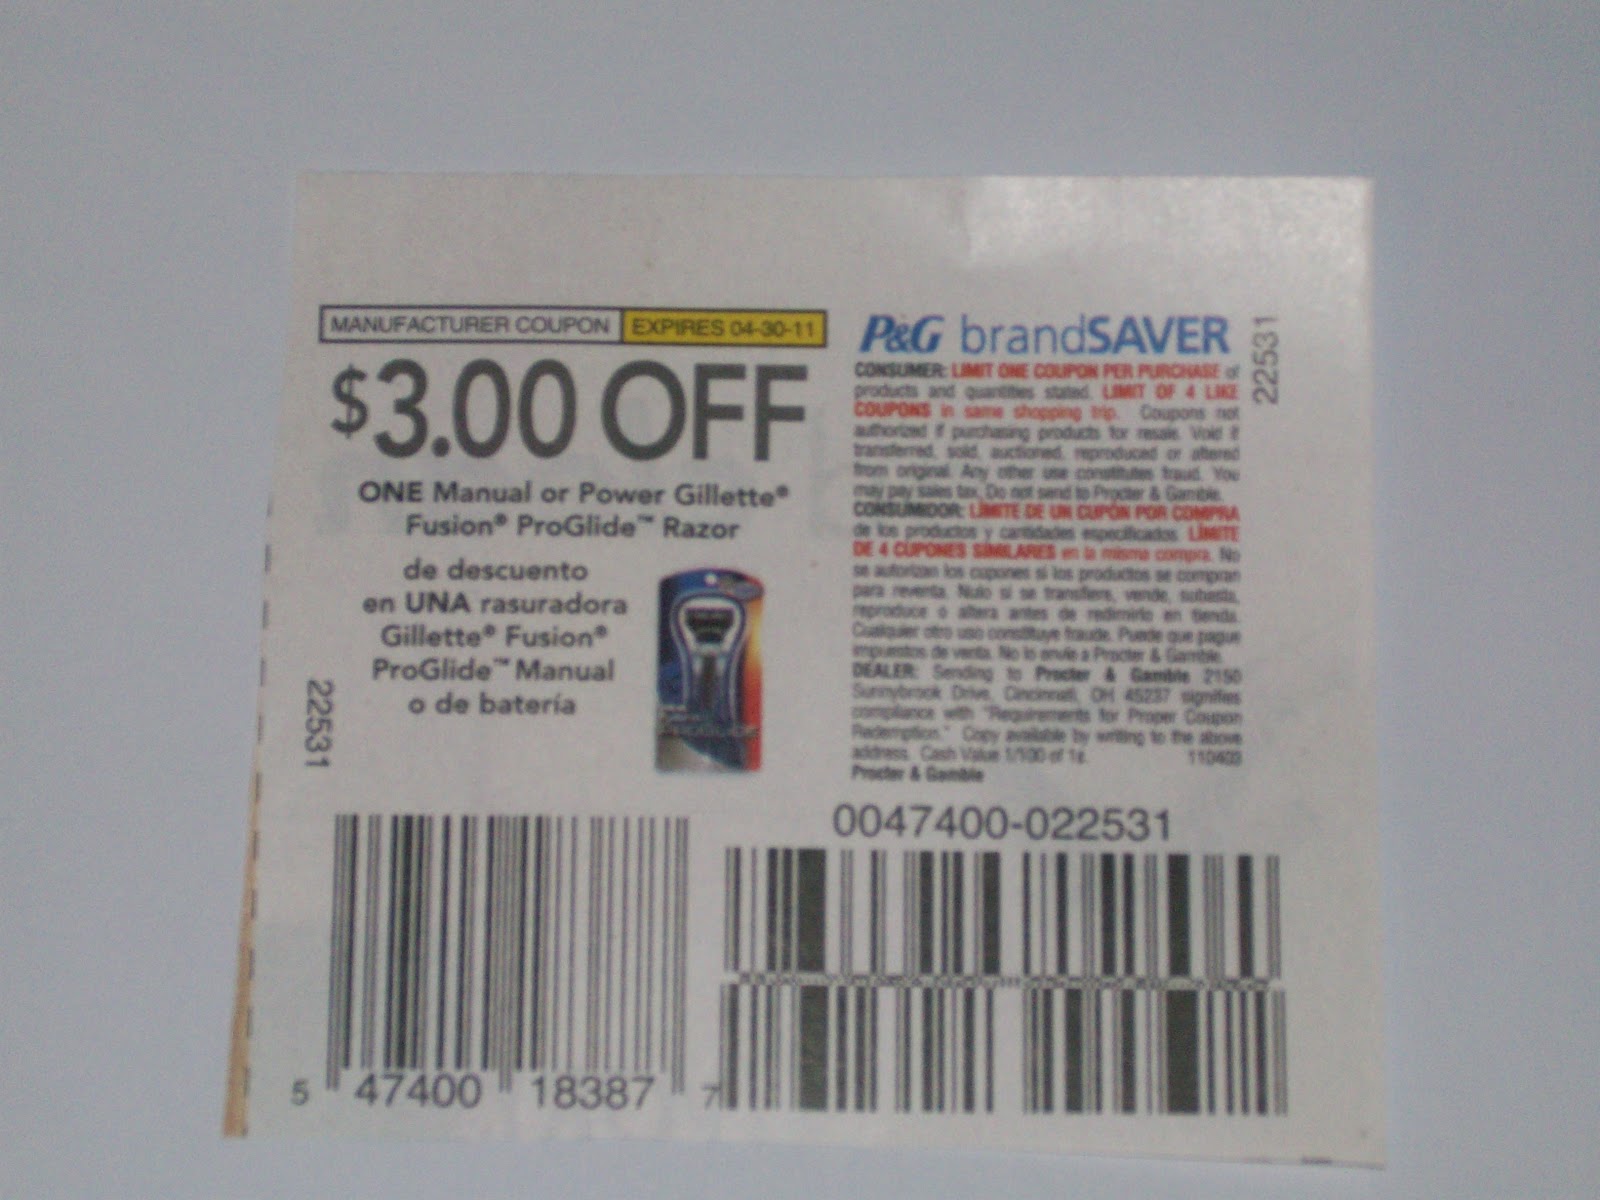 MANUFACTURER COUPON EXPIRES 04-30-11
$3.00 OFF
ONE Manual or Power Gillette®
Fusion® ProGlide™ Razor
de descuento
en UNA rasuradora
Gillette® Fusion®
ProGlide™ Manual
o de batería
22531
P&G brandSAVER
22531
CONSUMER: LIMIT ONE COUPON PER PURCHASE of
products and quantities stated. LIMIT OF 4 LIKE
COUPONS in same shopping trip. Coupons not
authorized if purchasing products for resale. Void if
transferred, sold, auctioned, reproduced or altered
from original. Any other use constitutes fraud. You
may pay sales tax. Do not send to Procter & Gamble.
CONSUMIDOR: LÍMITE DE UN CUPÓN POR COMPRA
de los productos y cantidades especificados. LÍMITE
DE 4 CUPONES SIMILARES en la misma compra. No
se autorizan los cupones si los productos se compran
para reventa. Nulo si se transfiere, vende, subasta,
reproduce o altera antes de redimirlo en tienda.
Cualquier otro uso constituye fraude. Puede que pague
impuestos de venta. No lo envíe a Procter & Gamble.
DEALER: Sending to Procter & Gamble 2150
Sunnybrook Drive, Cincinnati, OH 45237 signifies
compliance with "Requirements for Proper Coupon
Redemption." Copy available by writing to the above
address. Cash Value 1/100 of 1¢. 110403
Procter & Gamble
0047400-022531
5 47400 18387 7